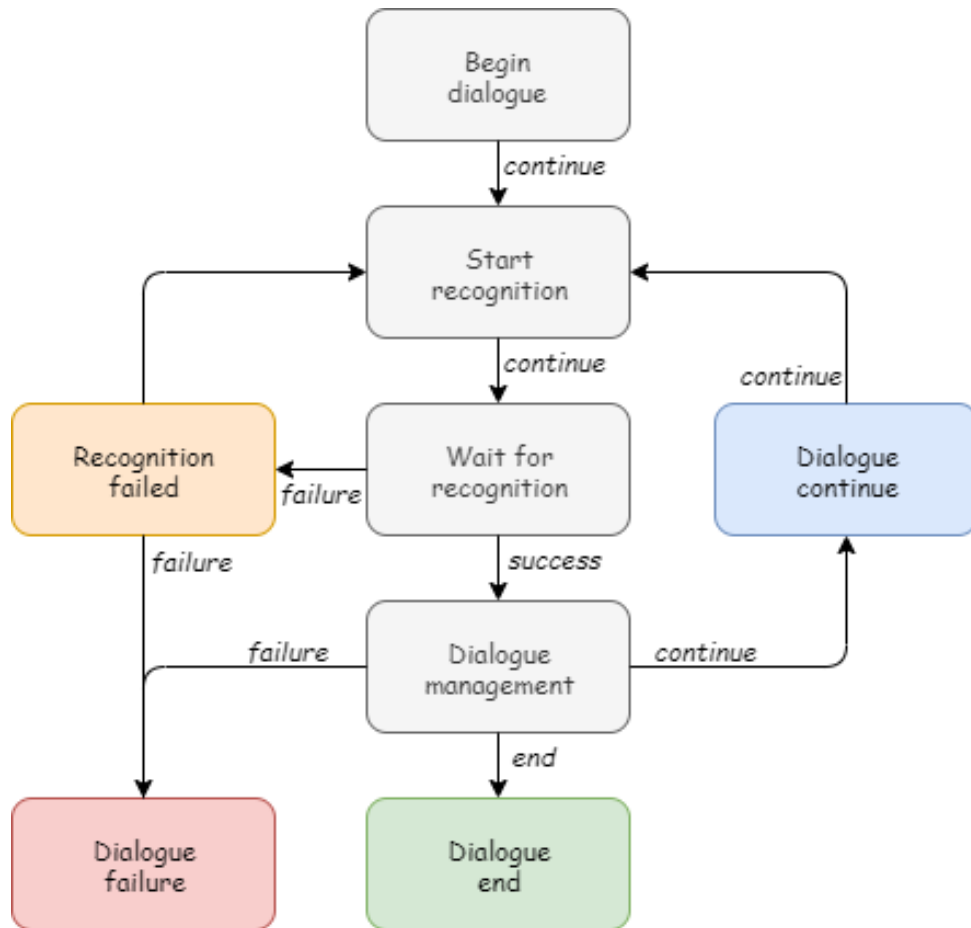 Begin
dialogue
continue
Start
recognition
continue
continue
Recognition
failed
Wait for
recognition
Dialogue
continue
failure
failure
success
failure
Dialogue
management
continue
end
Dialogue
failure
Dialogue
end